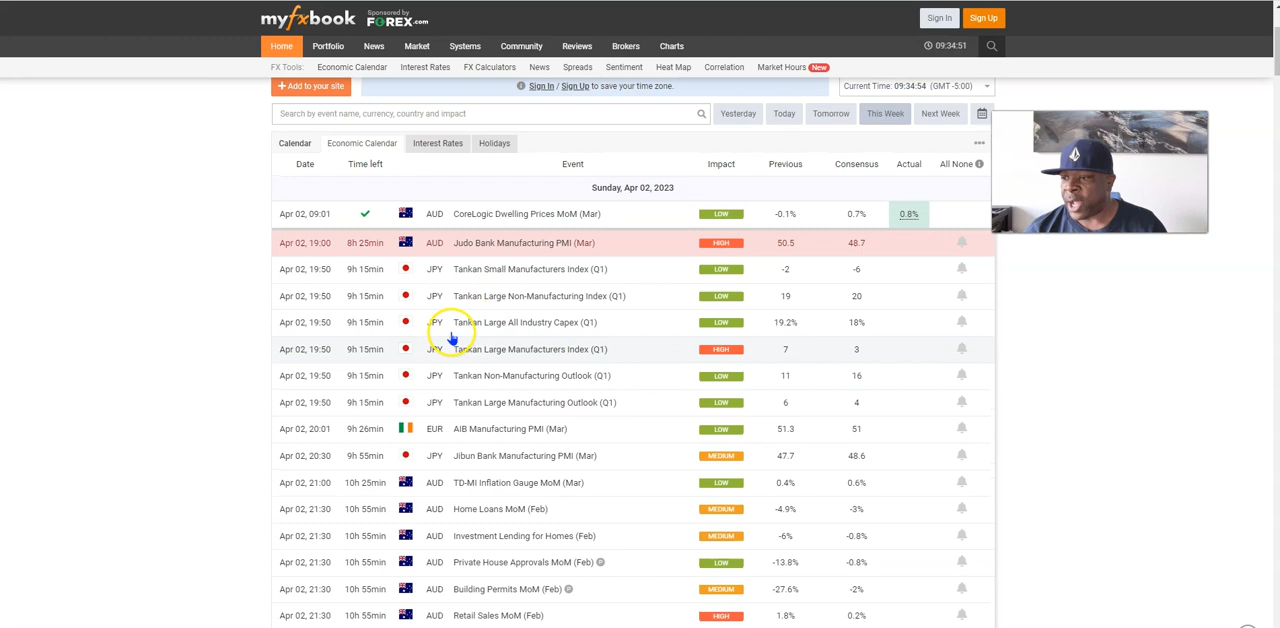 myfxbook Sponsored by FOREX.com Sign In Sign Up
Home Portfolio News Market Systems Community Reviews Brokers Charts 09:34:51
FX Tools: Economic Calendar Interest Rates FX Calculators News Spreads Sentiment Heat Map Correlation Market Hours New
+ Add to your site Sign In / Sign Up to save your time zone. Current Time: 09:34:54 (GMT -5:00)
Search by event name, currency, country and impact Yesterday Today Tomorrow This Week Next Week
Calendar Economic Calendar Interest Rates Holidays
Date Time left Event Impact Previous Consensus Actual All None
Sunday, Apr 02, 2023
Apr 02, 09:01 AUD CoreLogic Dwelling Prices MoM (Mar) LOW -0.1% 0.7% 0.8%
Apr 02, 19:00 8h 25min AUD Judo Bank Manufacturing PMI (Mar) HIGH 50.5 48.7
Apr 02, 19:50 9h 15min JPY Tankan Small Manufacturers Index (Q1) LOW -2 -6
Apr 02, 19:50 9h 15min JPY Tankan Large Non-Manufacturing Index (Q1) LOW 19 20
Apr 02, 19:50 9h 15min JPY Tankan Large All Industry Capex (Q1) LOW 19.2% 18%
Apr 02, 19:50 9h 15min JPY Tankan Large Manufacturers Index (Q1) HIGH 7 3
Apr 02, 19:50 9h 15min JPY Tankan Non-Manufacturing Outlook (Q1) LOW 11 16
Apr 02, 19:50 9h 15min JPY Tankan Large Manufacturing Outlook (Q1) LOW 6 4
Apr 02, 20:01 9h 26min EUR AIB Manufacturing PMI (Mar) LOW 51.3 51
Apr 02, 20:30 9h 55min JPY Jibun Bank Manufacturing PMI (Mar) MEDIUM 47.7 48.6
Apr 02, 21:00 10h 25min AUD TD-MI Inflation Gauge MoM (Mar) LOW 0.4% 0.6%
Apr 02, 21:30 10h 55min AUD Home Loans MoM (Feb) MEDIUM -4.9% -3%
Apr 02, 21:30 10h 55min AUD Investment Lending for Homes (Feb) MEDIUM -6% -0.8%
Apr 02, 21:30 10h 55min AUD Private House Approvals MoM (Feb) P LOW -13.8% -0.8%
Apr 02, 21:30 10h 55min AUD Building Permits MoM (Feb) P MEDIUM -27.6% -2%
Apr 02, 21:30 10h 55min AUD Retail Sales MoM (Feb) HIGH 1.8% 0.2%